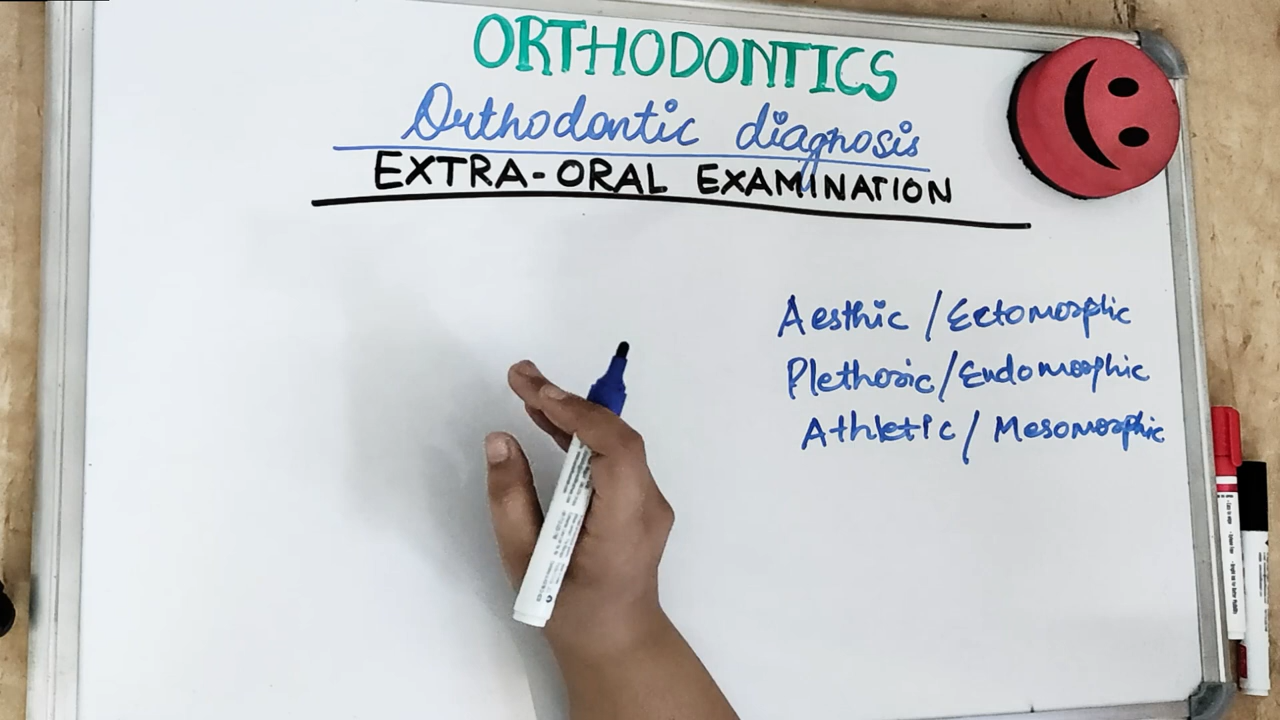 ORTHODONTICS
Orthodontic diagnosis
EXTRA-ORAL EXAMINATION
Aesthic / Ectomorphic
Plethoric / Endomorphic
Athletic / Mesomorphic